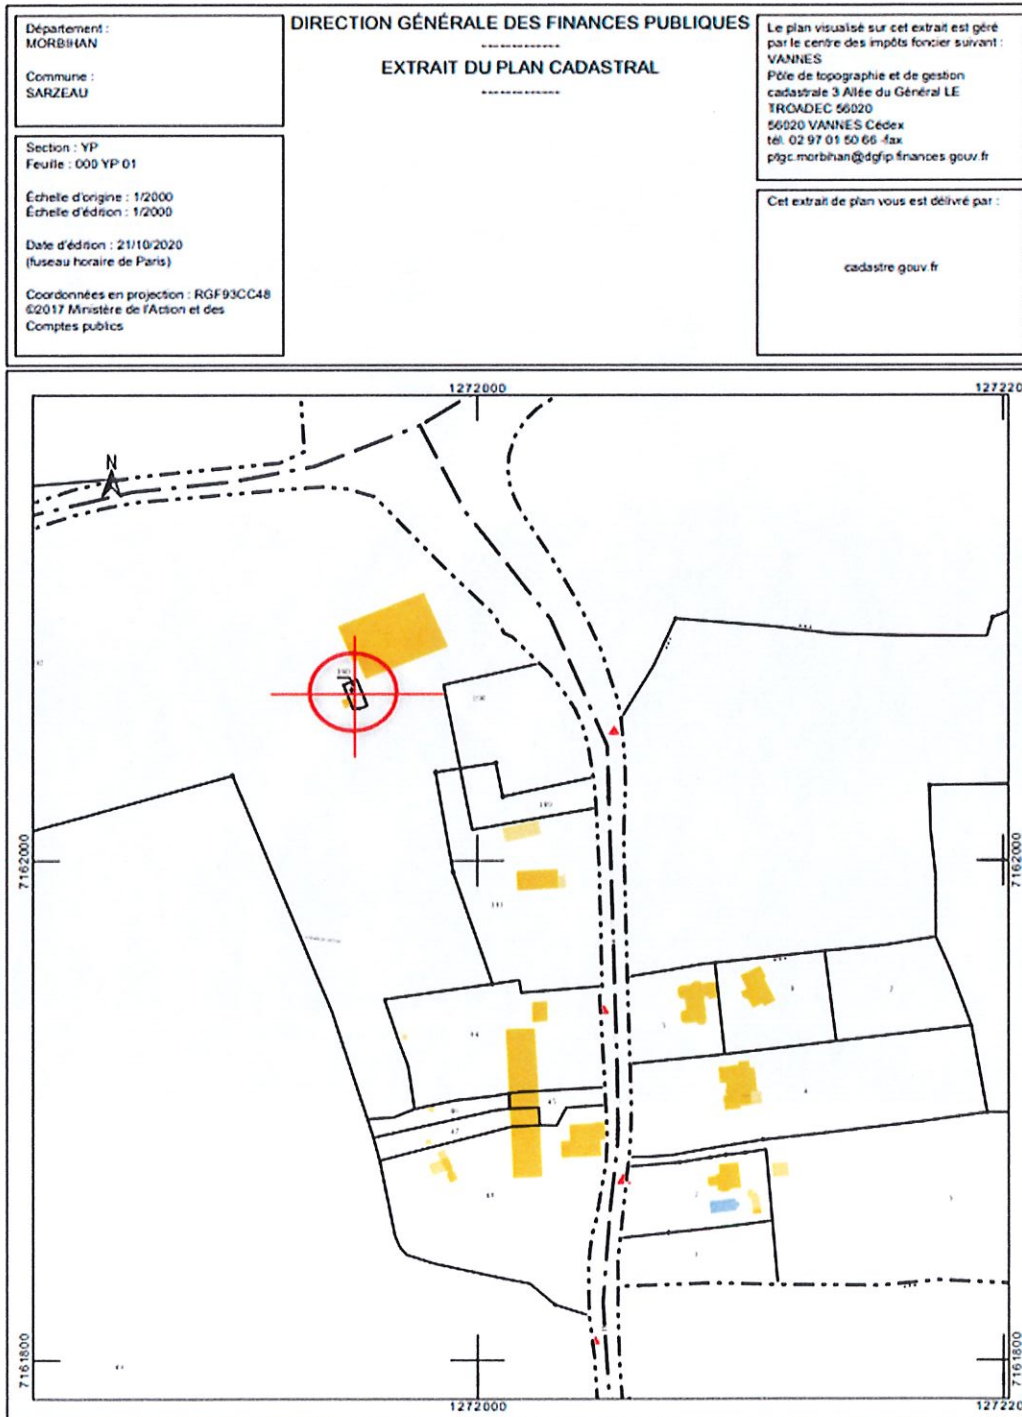 Département :
MORBIHAN
Commune :
SARZEAU
Section : YP
Feuille : 000 YP 01
Échelle d'origine : 1/2000
Échelle d'édition : 1/2000
Date d'édition : 21/10/2020
(fuseau horaire de Paris)
Coordonnées en projection : RGF93CC48
©2017 Ministère de l'Action et des
Comptes publics
DIRECTION GÉNÉRALE DES FINANCES PUBLIQUES
EXTRAIT DU PLAN CADASTRAL
Le plan visualisé sur cet extrait est géré
par le centre des impôts foncier suivant :
VANNES
Pôle de topographie et de gestion
cadastrale 3 Allée du Général LE
TROADEC 56020
56020 VANNES Cédex
tél. 02 97 01 50 66 -fax
ptgc.morbihan@dgfip.finances.gouv.fr
Cet extrait de plan vous est délivré par :
cadastre.gouv.fr
1272000
127220
N
7162000
7162000
7161800
7161800
1272000
127220